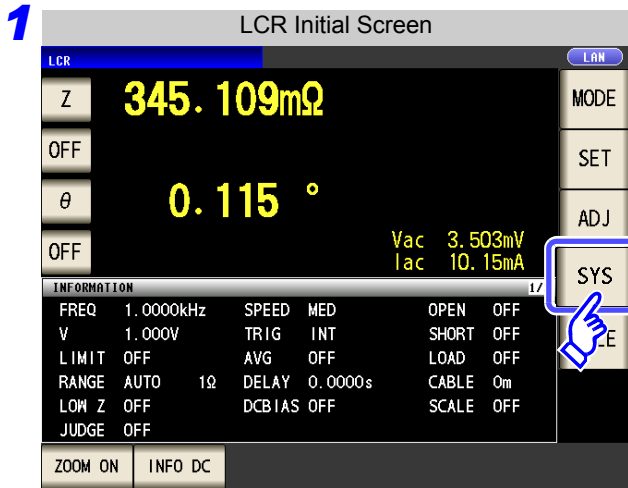 1
LCR Initial Screen
LCR
LAN
Z 345.109mΩ
MODE
OFF
SET
θ 0.115 °
ADJ
OFF
Vac 3.503mV
Iac 10.15mA
SYS
INFORMATION 1/
FREQ 1.0000kHz SPEED MED OPEN OFF
V 1.000V TRIG INT SHORT OFF
LIMIT OFF AVG OFF LOAD OFF
RANGE AUTO 1Ω DELAY 0.0000s CABLE 0m
LOW Z OFF DCBIAS OFF SCALE OFF
JUDGE OFF
ZOOM ON INFO DC